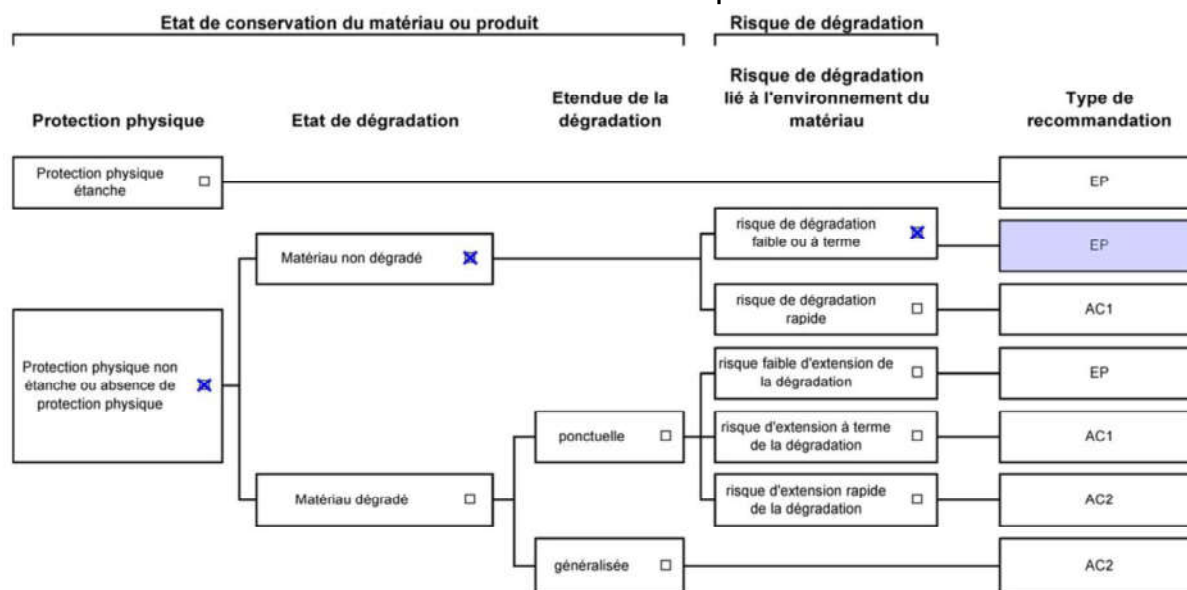 Etat de conservation du matériau ou produit
Risque de dégradation
Protection physique
Etat de dégradation
Etendue de la
dégradation
Risque de dégradation
lié à l'environnement du
matériau
Type de
recommandation
Protection physique
étanche
EP
risque de dégradation
faible ou à terme
EP
Matériau non dégradé
risque de dégradation
rapide
AC1
Protection physique non
étanche ou absence de
protection physique
risque faible d'extension de
la dégradation
EP
ponctuelle
risque d'extension à terme
de la dégradation
AC1
Matériau dégradé
risque d'extension rapide
de la dégradation
AC2
généralisée
AC2